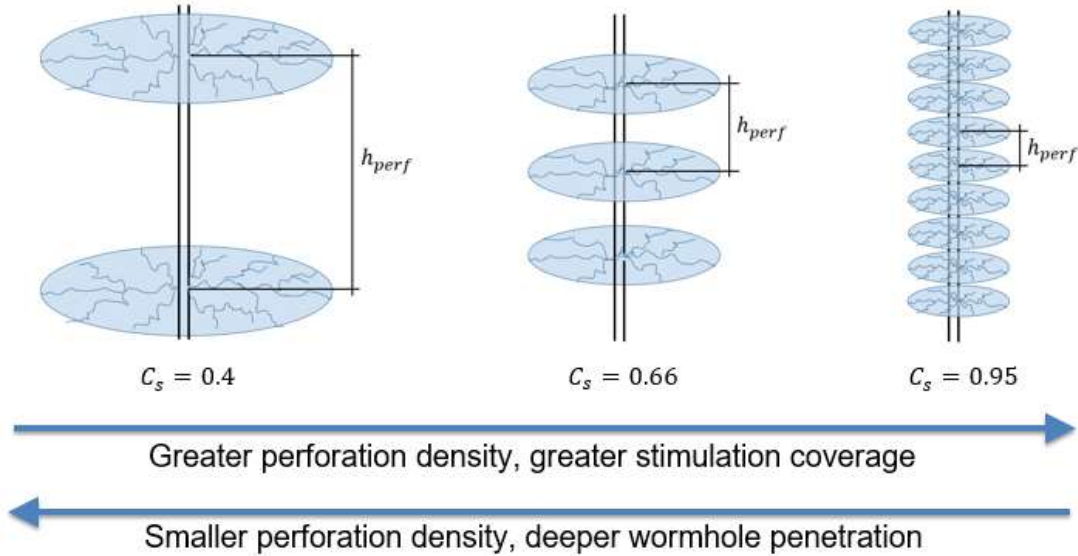 h_perf
h_perf
h_perf
C_s = 0.4
C_s = 0.66
C_s = 0.95
Greater perforation density, greater stimulation coverage
Smaller perforation density, deeper wormhole penetration